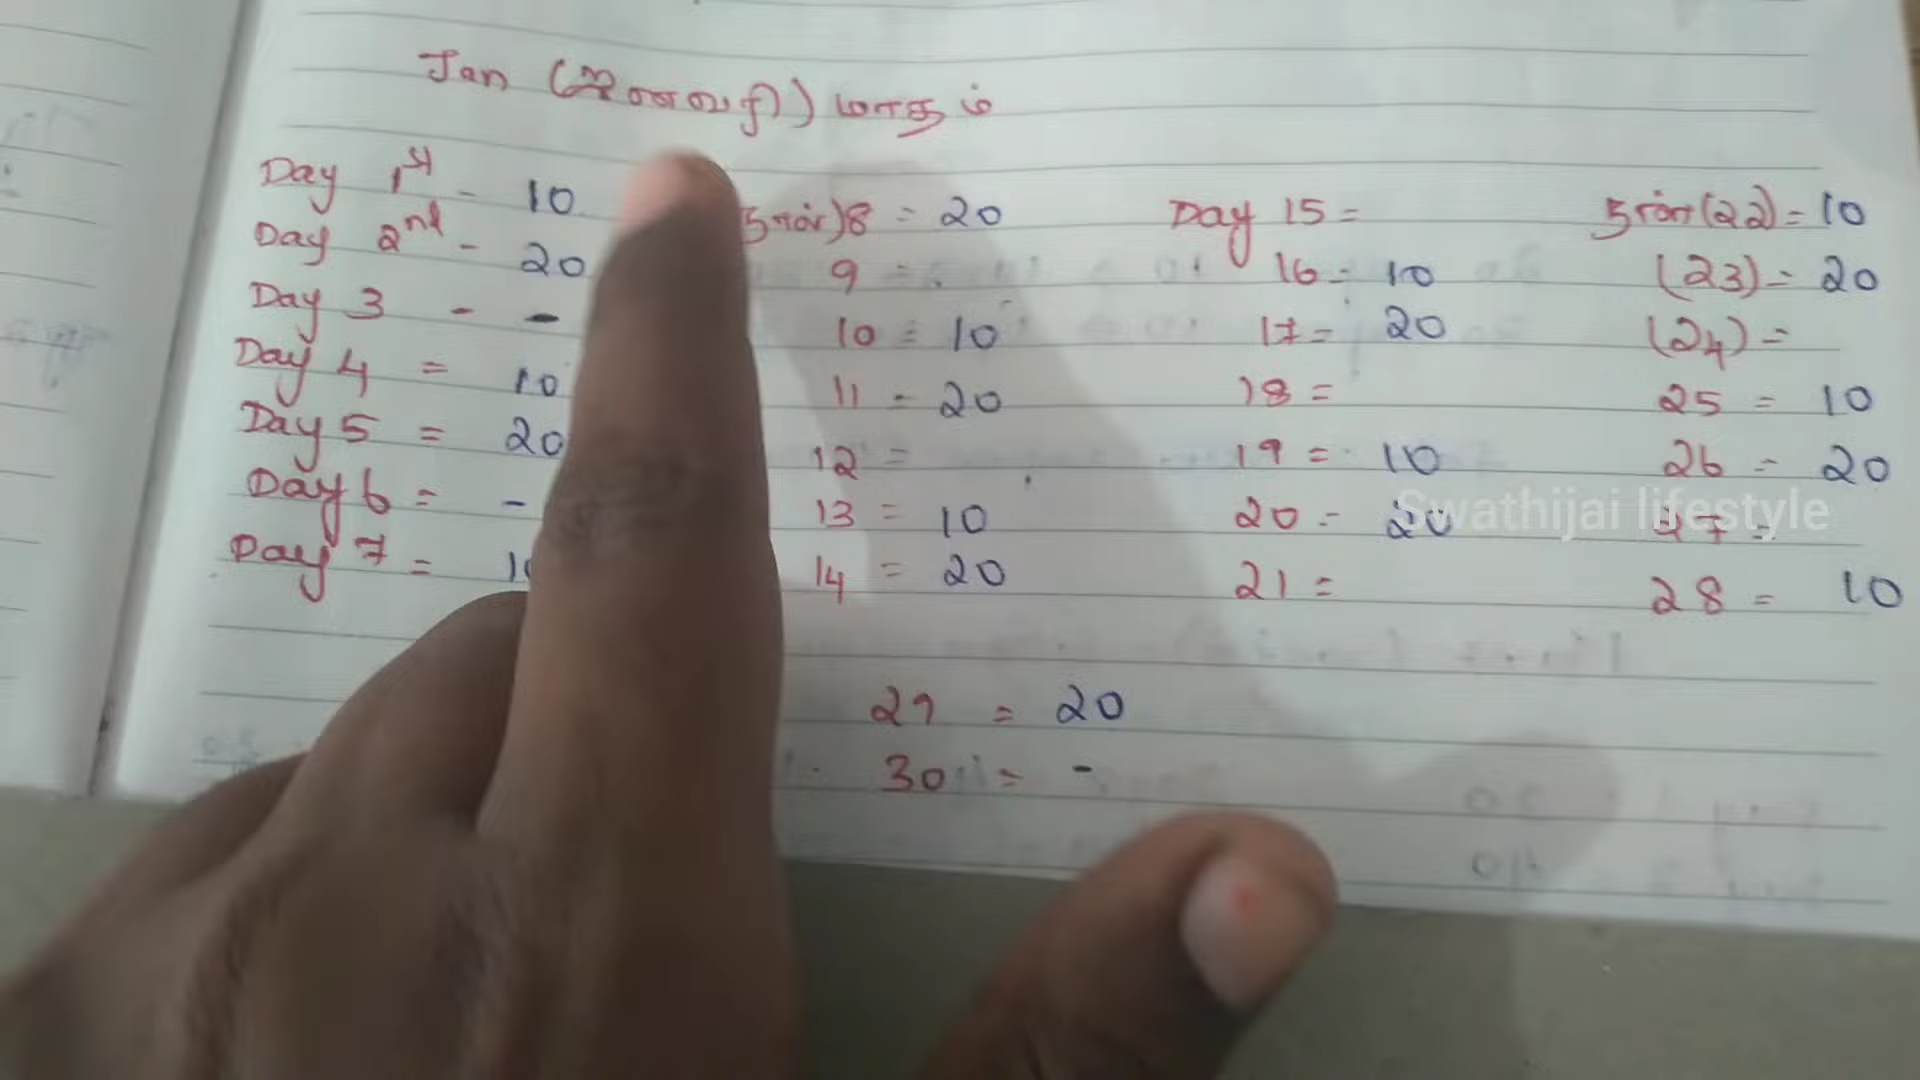 Jan (ஜனவரி) மாதம்
Day 1st - 10
Day 2nd - 20
Day 3 - -
Day 4 = 10
Day 5 = 20
Day 6 = -
Day 7 =
நாள்)8 = 20
9 =
10 = 10
11 - 20
12 =
13 = 10
14 = 20
Day 15 =
16 = 10
17 = 20
18 =
19 = 10
20 = 20
21 =
நாள்(22) = 10
(23) = 20
(24) =
25 = 10
26 = 20
27 =
28 = 10
29 = 20
30 = -
Swathijai lifestyle